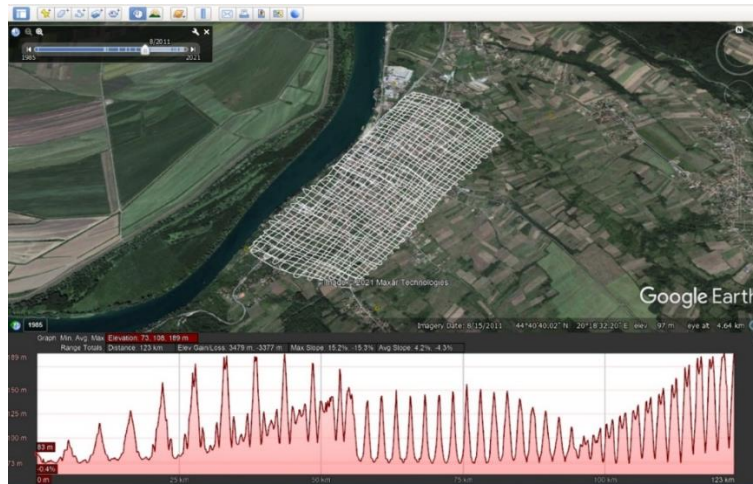 8/2011
1985
2021
N
Image © 2021 Maxar Technologies
Google Earth
1985
Imagery Date: 8/15/2011 44°40'40.02" N 20°18'32.20" E elev 97 m eye alt 4.64 km
Graph: Min, Avg, Max Elevation: 73, 108, 189 m
Range Totals: Distance: 123 km Elev Gain/Loss: 3479 m, -3377 m Max Slope: 15.2%, -15.3% Avg Slope: 4.2%, -4.3%
189 m
150 m
125 m
100 m
83 m
73 m
-0.4%
0 m
25 km
50 km
75 km
100 km
123 km